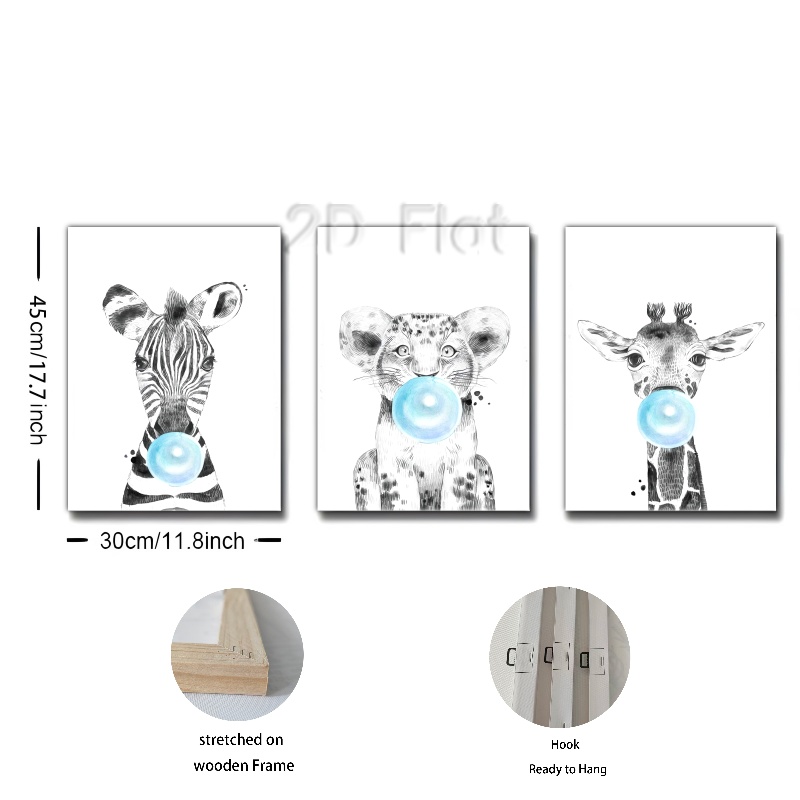 2D Flat
45cm/17.7inch
30cm/11.8inch
stretched on
wooden Frame
Hook
Ready to Hang